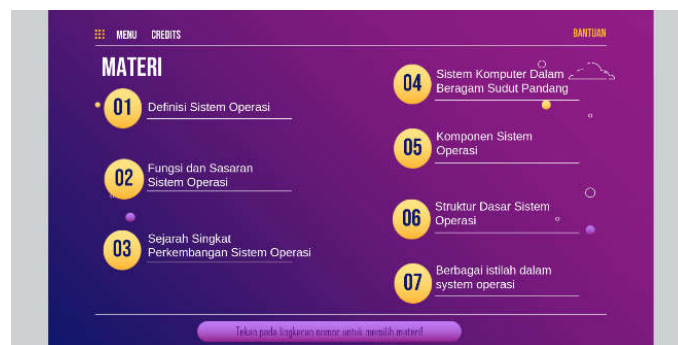 MENU CREDITS BANTUAN
MATERI
01 Definisi Sistem Operasi
02 Fungsi dan Sasaran
Sistem Operasi
03 Sejarah Singkat
Perkembangan Sistem Operasi
04 Sistem Komputer Dalam
Beragam Sudut Pandang
05 Komponen Sistem
Operasi
06 Struktur Dasar Sistem
Operasi
07 Berbagai istilah dalam
system operasi
Tekan pada lingkaran nomor untuk memilih materi!